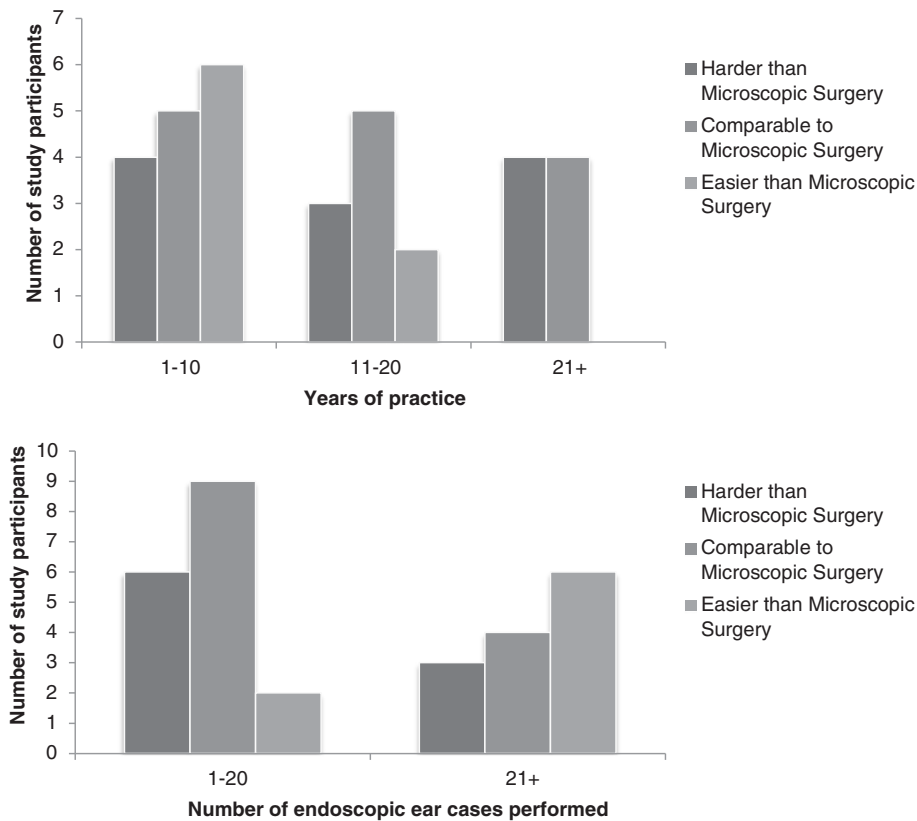 Number of study participants
7
6
5
4
3
2
1
0
1-10
11-20
21+
Years of practice
Harder than
Microscopic Surgery
Comparable to
Microscopic Surgery
Easier than Microscopic
Surgery
Number of study participants
10
9
8
7
6
5
4
3
2
1
0
1-20
21+
Number of endoscopic ear cases performed
Harder than
Microscopic Surgery
Comparable to
Microscopic Surgery
Easier than Microscopic
Surgery